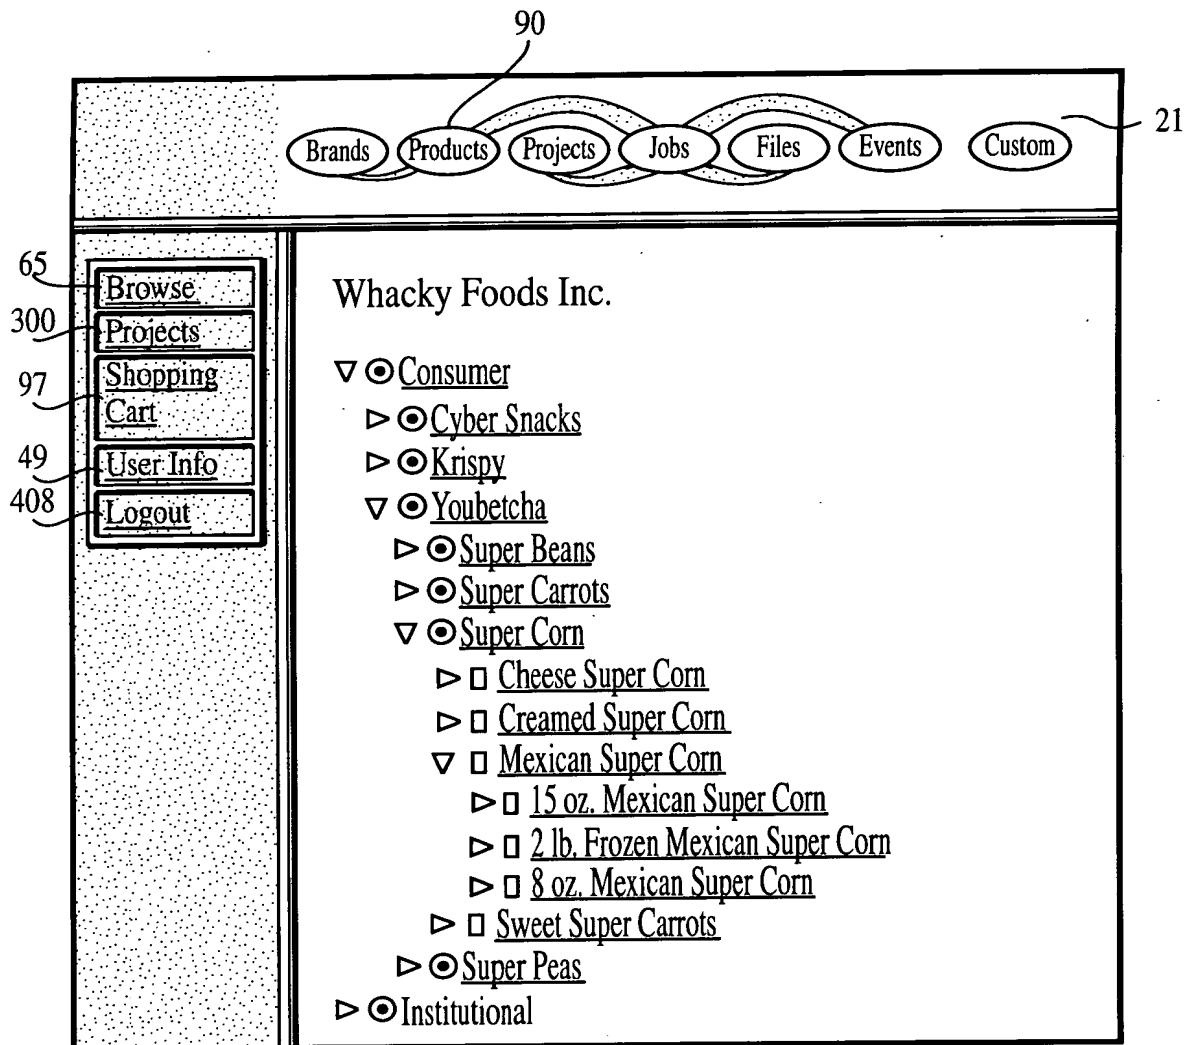 90
Brands Products Projects Jobs Files Events Custom
21
65
Browse
300
Projects
97
Shopping
Cart
49
User Info
408
Logout
Whacky Foods Inc.
Consumer
Cyber Snacks
Krispy
Youbetcha
Super Beans
Super Carrots
Super Corn
Cheese Super Corn
Creamed Super Corn
Mexican Super Corn
15 oz. Mexican Super Corn
2 lb. Frozen Mexican Super Corn
8 oz. Mexican Super Corn
Sweet Super Carrots
Super Peas
Institutional